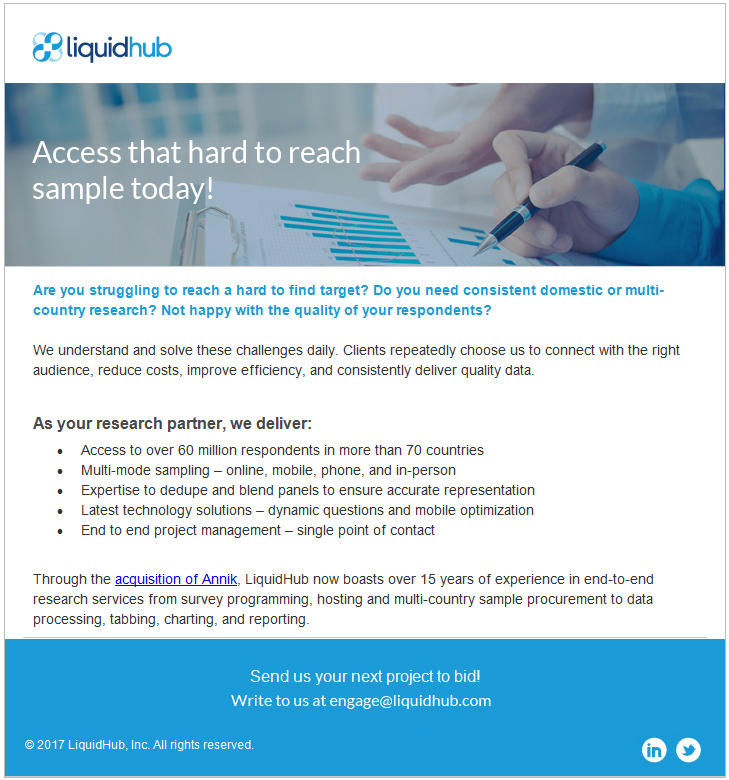 liquidhub
Access that hard to reach
sample today!
Are you struggling to reach a hard to find target? Do you need consistent domestic or multi-
country research? Not happy with the quality of your respondents?
We understand and solve these challenges daily. Clients repeatedly choose us to connect with the right
audience, reduce costs, improve efficiency, and consistently deliver quality data.
As your research partner, we deliver:
• Access to over 60 million respondents in more than 70 countries
• Multi-mode sampling – online, mobile, phone, and in-person
• Expertise to dedupe and blend panels to ensure accurate representation
• Latest technology solutions – dynamic questions and mobile optimization
• End to end project management – single point of contact
Through the acquisition of Annik, LiquidHub now boasts over 15 years of experience in end-to-end
research services from survey programming, hosting and multi-country sample procurement to data
processing, tabbing, charting, and reporting.
Send us your next project to bid!
Write to us at engage@liquidhub.com
© 2017 LiquidHub, Inc. All rights reserved.
in